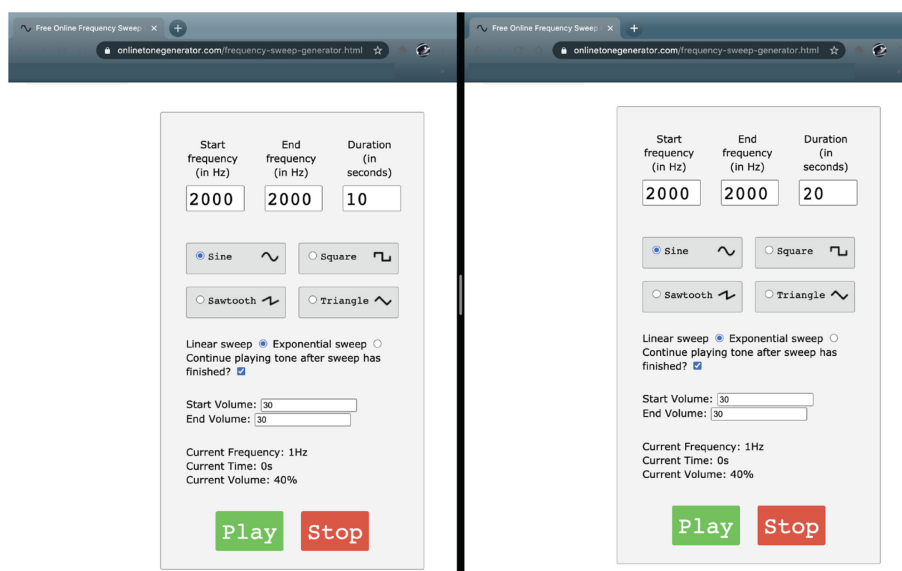 Free Online Frequency Sweep
onlinetonegenerator.com/frequency-sweep-generator.html
Start frequency (in Hz)
End frequency (in Hz)
Duration (in seconds)
2000
2000
10
Sine
Square
Sawtooth
Triangle
Linear sweep Exponential sweep
Continue playing tone after sweep has
finished?
Start Volume: 30
End Volume: 30
Current Frequency: 1Hz
Current Time: 0s
Current Volume: 40%
Play Stop
Free Online Frequency Sweep
onlinetonegenerator.com/frequency-sweep-generator.html
Start frequency (in Hz)
End frequency (in Hz)
Duration (in seconds)
2000
2000
20
Sine
Square
Sawtooth
Triangle
Linear sweep Exponential sweep
Continue playing tone after sweep has
finished?
Start Volume: 30
End Volume: 30
Current Frequency: 1Hz
Current Time: 0s
Current Volume: 40%
Play Stop